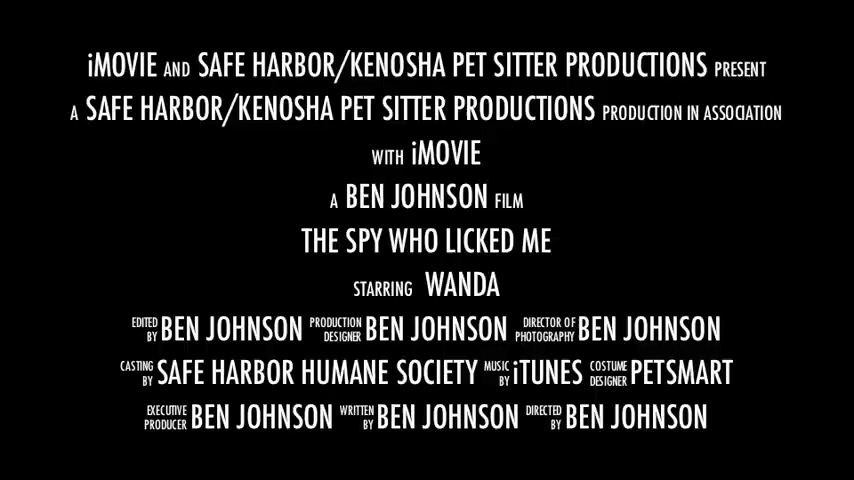 iMOVIE AND SAFE HARBOR/KENOSHA PET SITTER PRODUCTIONS PRESENT
A SAFE HARBOR/KENOSHA PET SITTER PRODUCTIONS PRODUCTION IN ASSOCIATION
WITH iMOVIE
A BEN JOHNSON FILM
THE SPY WHO LICKED ME
STARRING WANDA
EDITED BY BEN JOHNSON PRODUCTION DESIGNER BEN JOHNSON DIRECTOR OF PHOTOGRAPHY BEN JOHNSON
CASTING BY SAFE HARBOR HUMANE SOCIETY MUSIC BY iTUNES COSTUME DESIGNER PETSMART
EXECUTIVE PRODUCER BEN JOHNSON WRITTEN BY BEN JOHNSON DIRECTED BY BEN JOHNSON